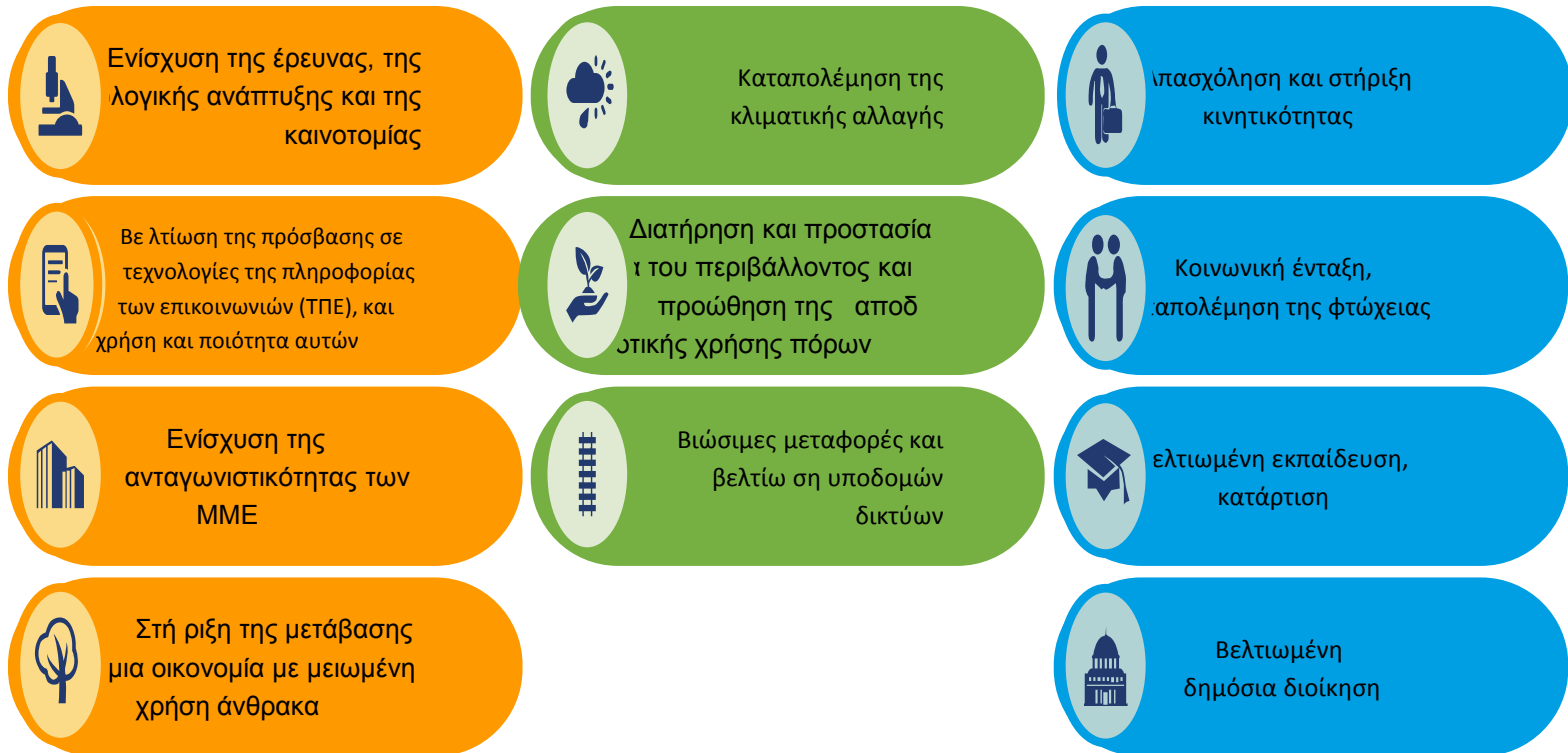 Ενίσχυση της έρευνας, της
λογικής ανάπτυξης και της
καινοτομίας
Βε λτίωση της πρόσβασης σε
τεχνολογίες της πληροφορίας
των επικοινωνιών (ΤΠΕ), και
χρήση και ποιότητα αυτών
Ενίσχυση της
ανταγωνιστικότητας των
ΜΜΕ
Στή ριξη της μετάβασης
μια οικονομία με μειωμένη
χρήση άνθρακα
Καταπολέμηση της
κλιματικής αλλαγής
Διατήρηση και προστασία
α του περιβάλλοντος και
προώθηση της αποδ
οτικής χρήσης πόρων
Βιώσιμες μεταφορές και
βελτίω ση υποδομών
δικτύων
Απασχόληση και στήριξη
κινητικότητας
Κοινωνική ένταξη,
απολέμηση της φτώχειας
ελτιωμένη εκπαίδευση,
κατάρτιση
Βελτιωμένη
δημόσια διοίκηση